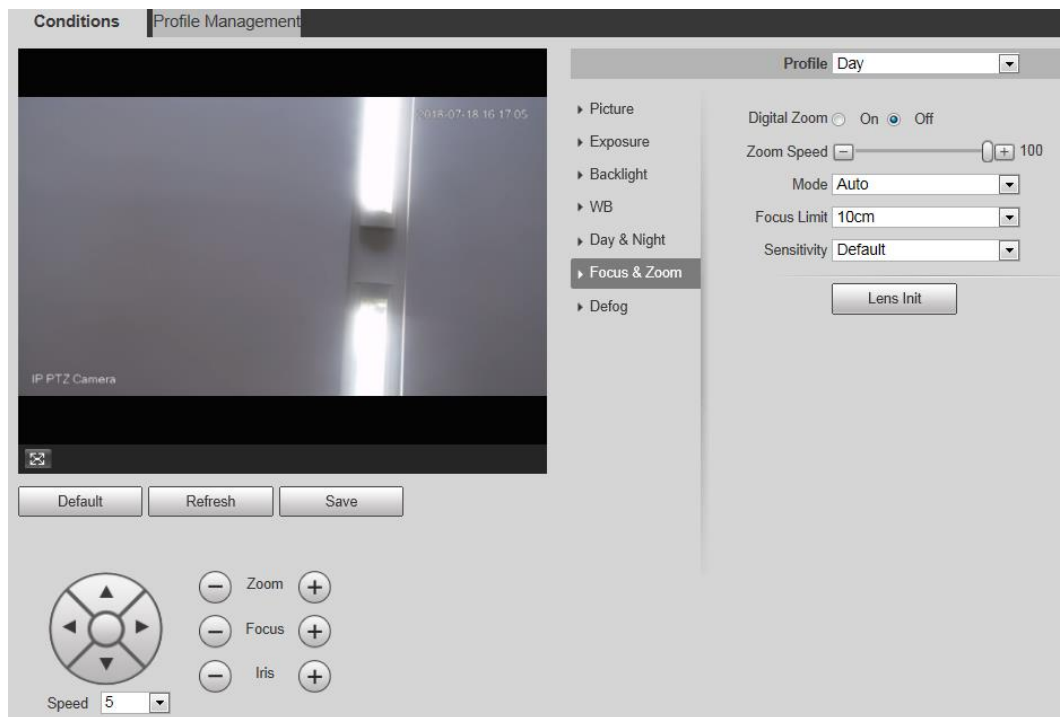 Conditions
Profile Management
Profile Day
2018-07-18 16 17 05
IP PTZ Camera
Picture
Exposure
Backlight
WB
Day & Night
Focus & Zoom
Defog
Digital Zoom On Off
Zoom Speed 100
Mode Auto
Focus Limit 10cm
Sensitivity Default
Lens Init
Default Refresh Save
Zoom
Focus
Iris
Speed 5